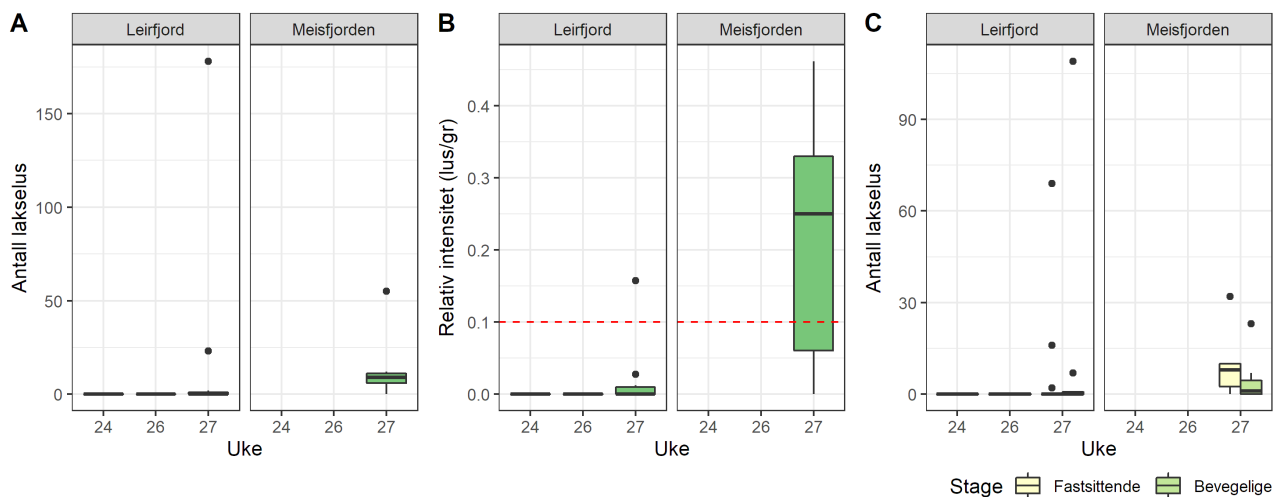 A
Leirfjord
Meisfjorden
Antall lakselus
150
100
50
0
24
26
27
24
26
27
Uke
B
Leirfjord
Meisfjorden
Relativ intensitet (lus/gr)
0.4
0.3
0.2
0.1
0.0
24
26
27
24
26
27
Uke
C
Leirfjord
Meisfjorden
Antall lakselus
90
60
30
0
24
26
27
24
26
27
Uke
Stage Fastsittende Bevegelige